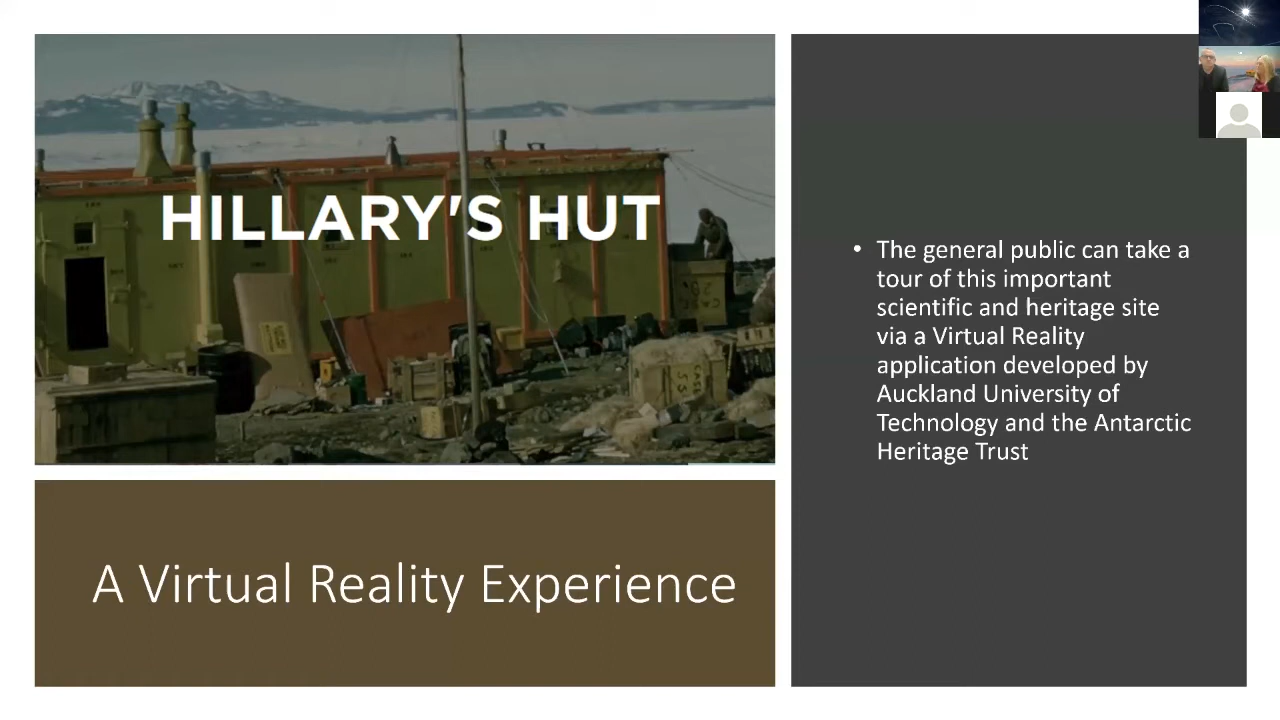 HILLARY'S HUT
A Virtual Reality Experience
• The general public can take a
tour of this important
scientific and heritage site
via a Virtual Reality
application developed by
Auckland University of
Technology and the Antarctic
Heritage Trust